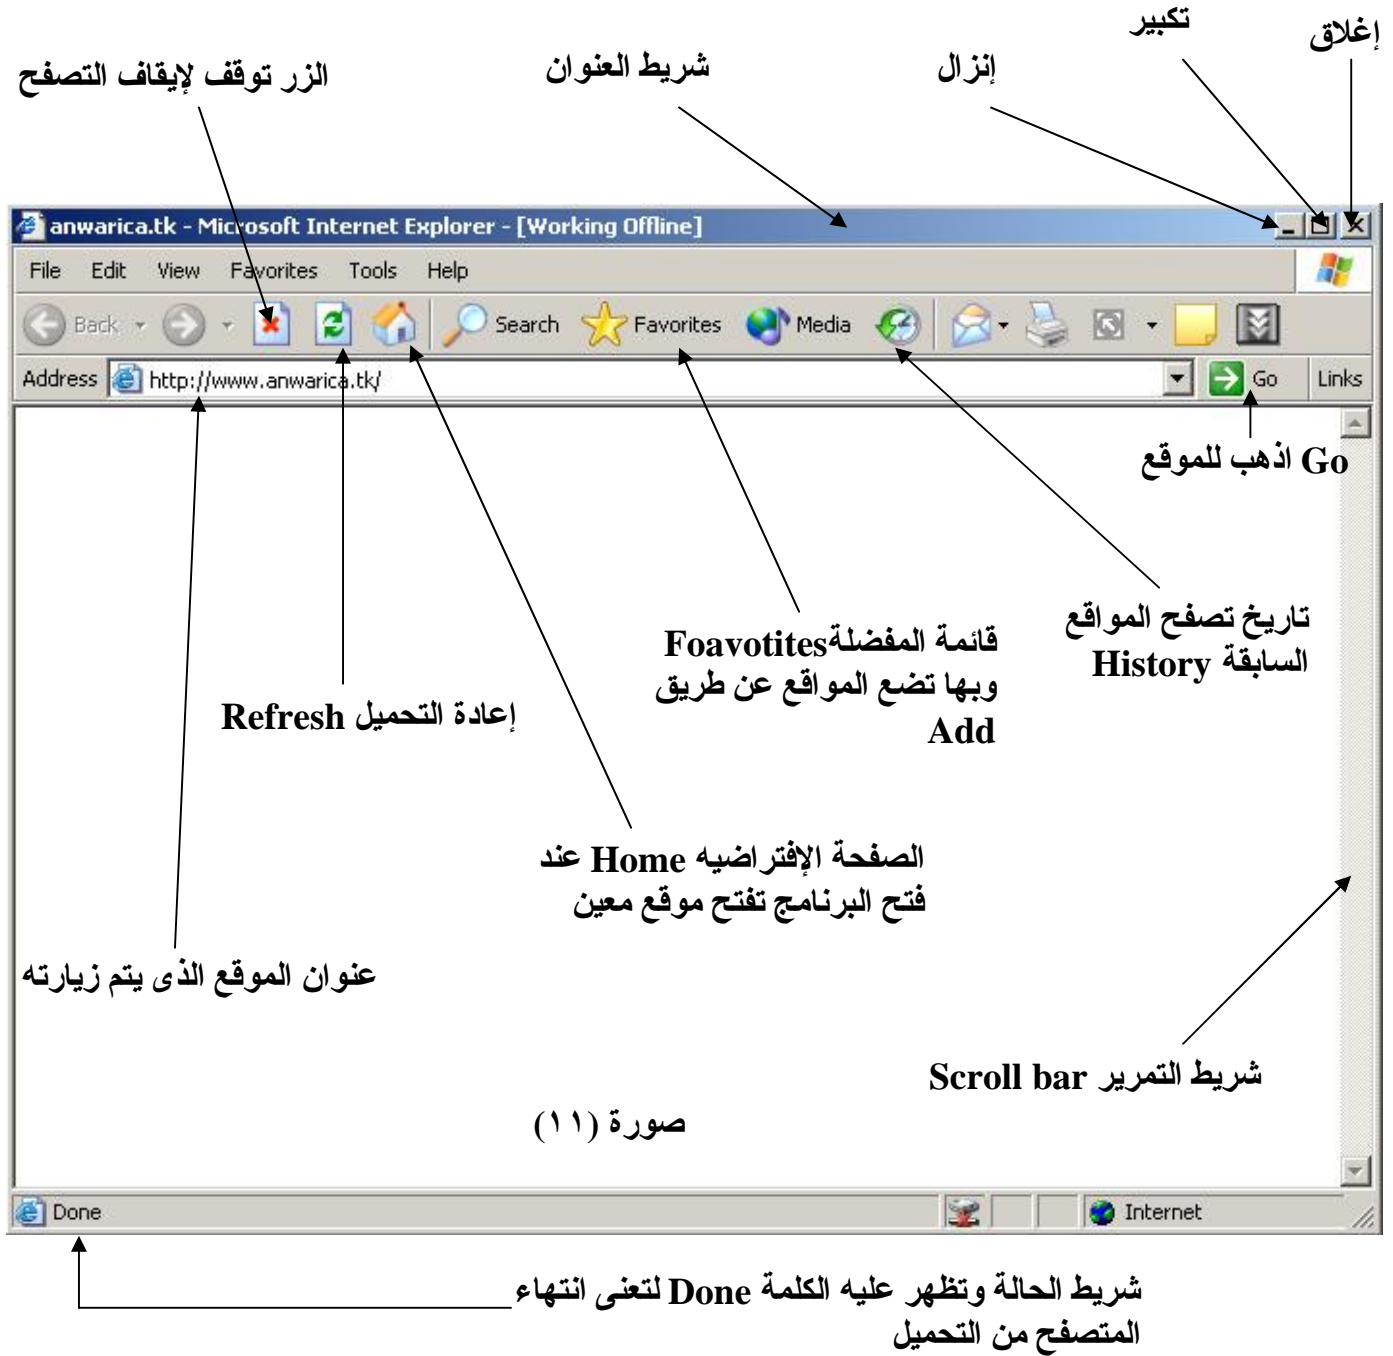 تكبير
إغلاق
إنزال
شريط العنوان
الزر توقف لإيقاف التصفح
anwarica.tk - Microsoft Internet Explorer - [Working Offline]
File Edit View Favorites Tools Help
Back Search Favorites Media
Address http://www.anwarica.tk/ Go Links
Go اذهب للموقع
تاريخ تصفح المواقع
السابقة History
قائمة المفضلةFoavotites
وبها تضع المواقع عن طريق
Add
إعادة التحميل Refresh
الصفحة الإفتراضيه Home عند
فتح البرنامج تفتح موقع معين
عنوان الموقع الذى يتم زيارته
شريط التمرير Scroll bar
صورة (١١)
Done Internet
شريط الحالة وتظهر عليه الكلمة Done لتعنى انتهاء
المتصفح من التحميل